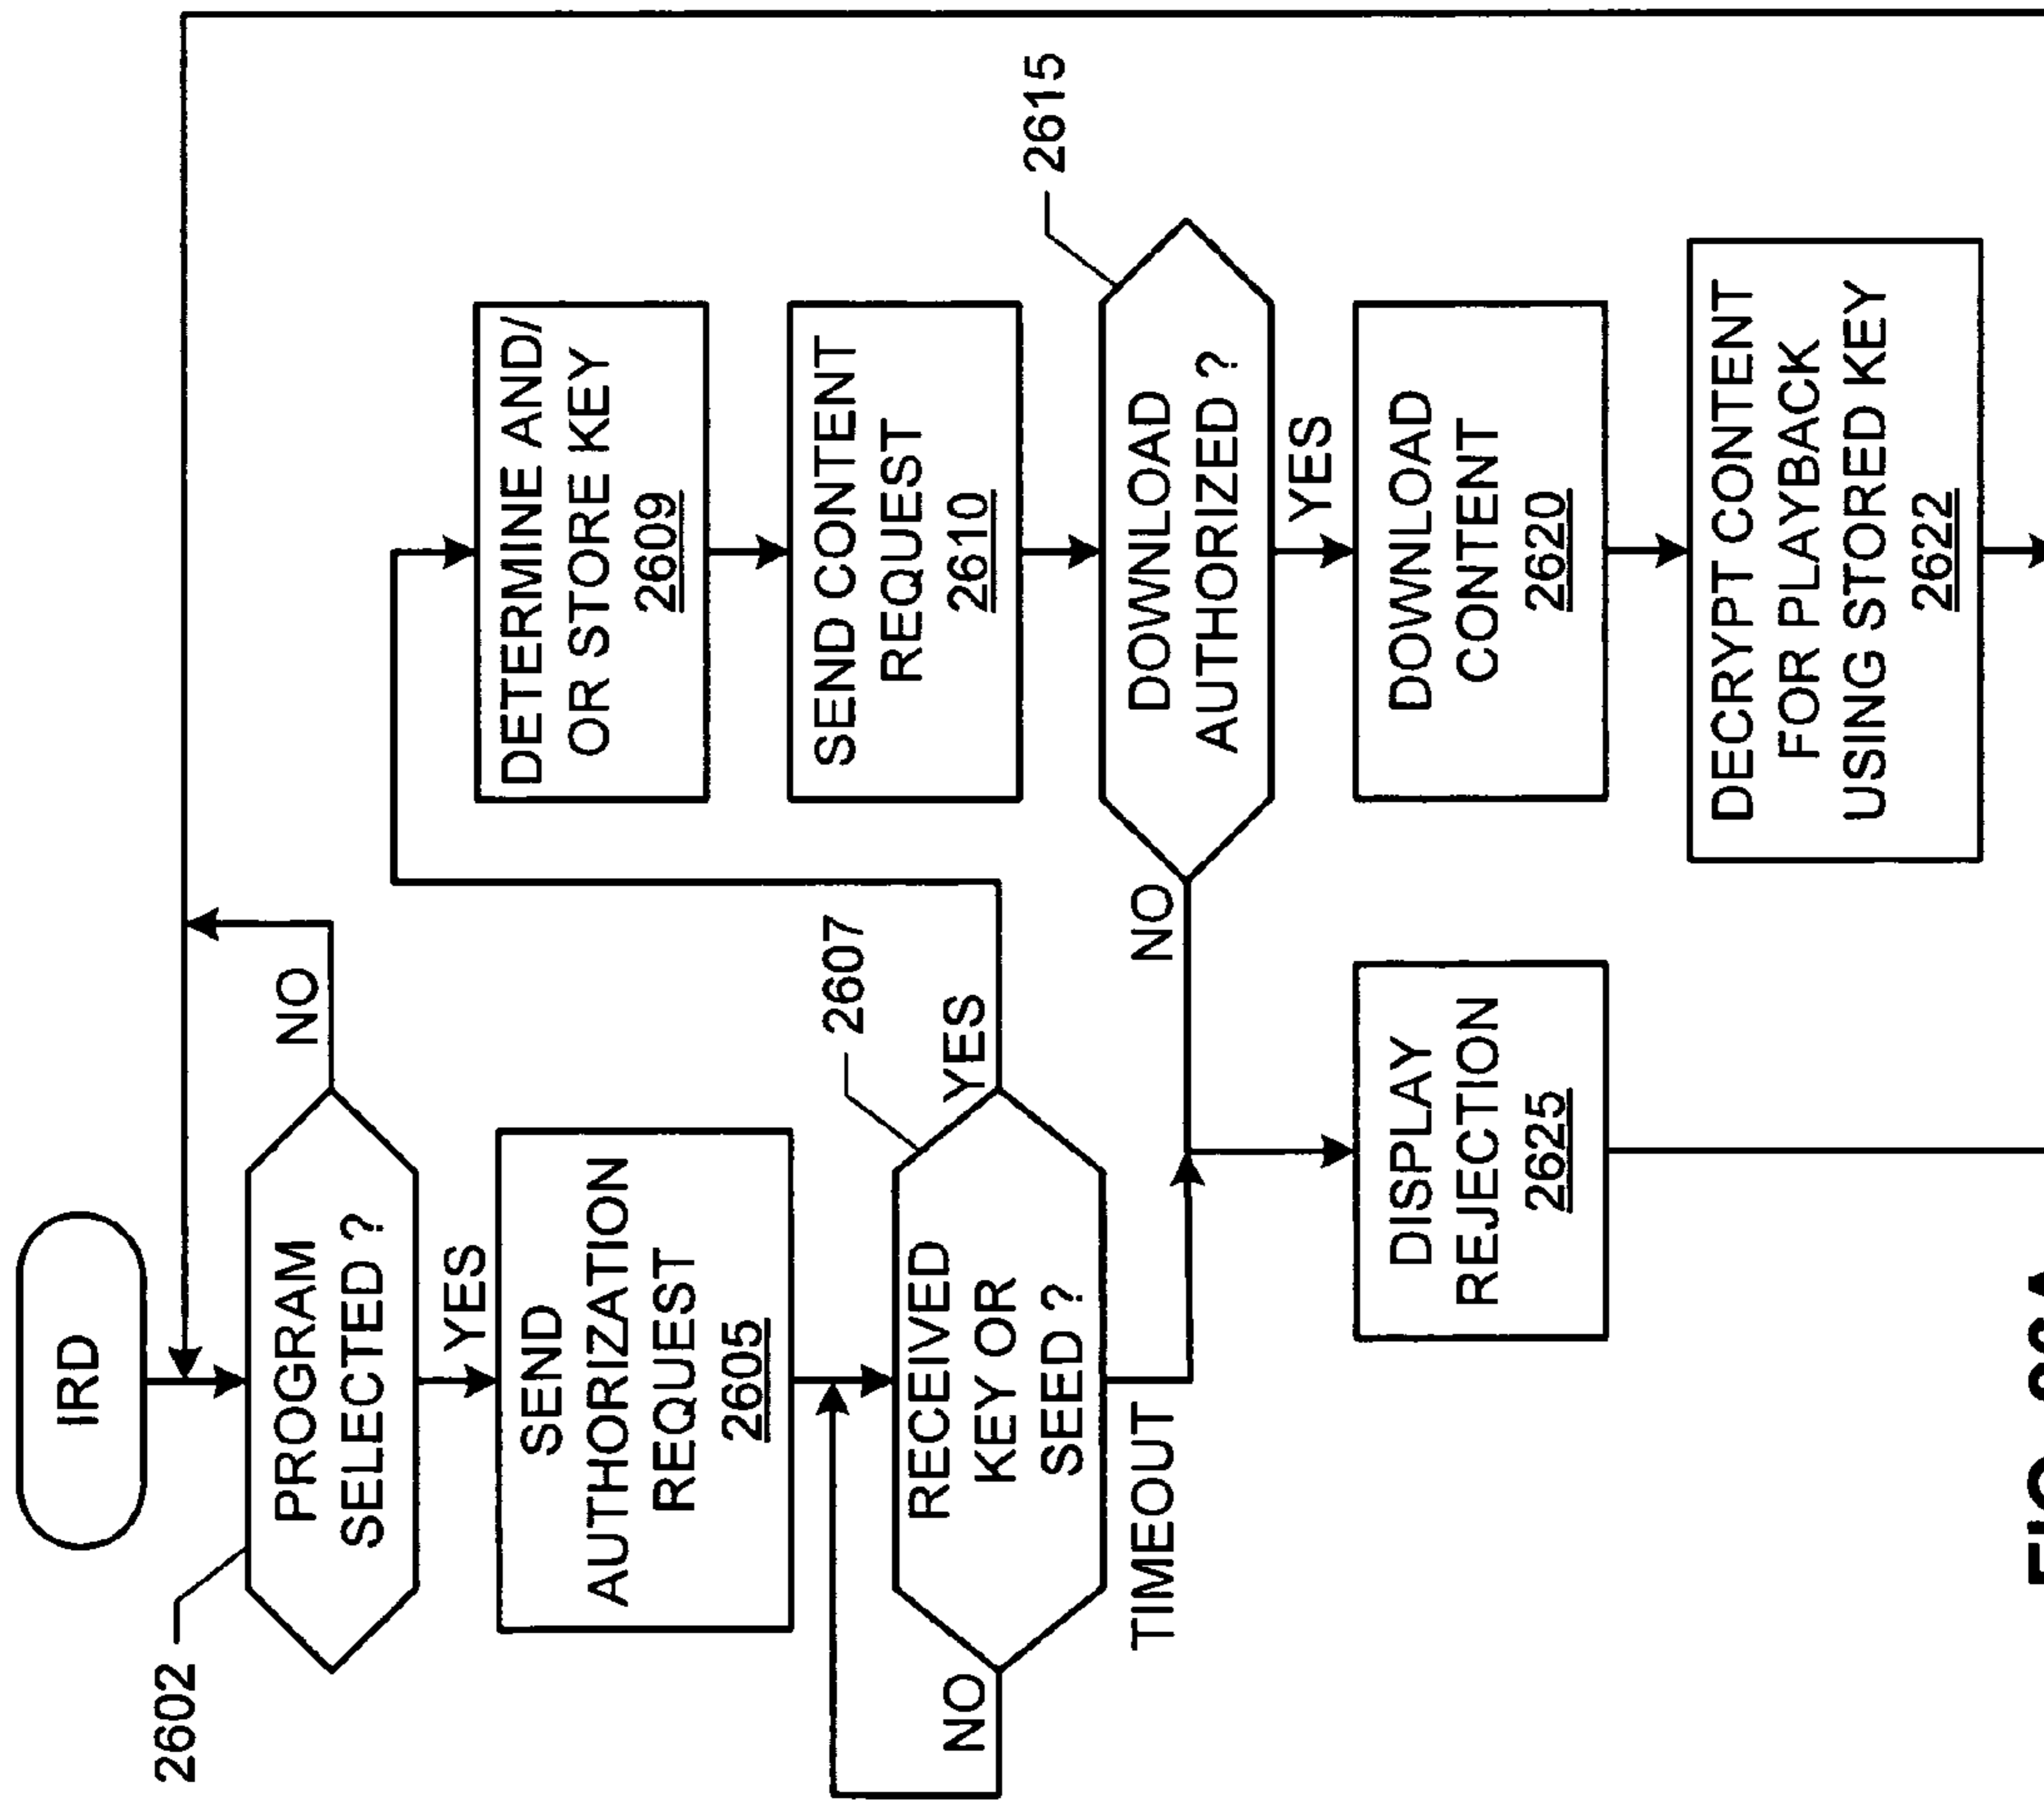 IRD
2602
PROGRAM
SELECTED ?
NO
YES
SEND
AUTHORIZATION
REQUEST
2605
2607
RECEIVED
KEY OR
SEED ?
NO
YES
TIMEOUT
DETERMINE AND/
OR STORE KEY
2609
SEND CONTENT
REQUEST
2610
2615
DOWNLOAD
AUTHORIZED ?
NO
YES
DOWNLOAD
CONTENT
2620
DISPLAY
REJECTION
2625
DECRYPT CONTENT
FOR PLAYBACK
USING STORED KEY
2622